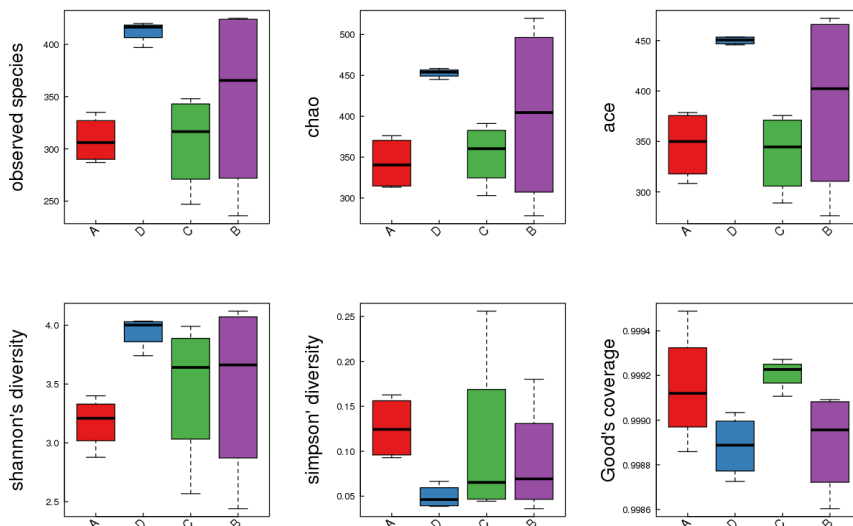 observed species
400
350
300
250
A
D
C
B
chao
500
450
400
350
300
A
D
C
B
ace
450
400
350
300
A
D
C
B
shannon's diversity
4.0
3.5
3.0
2.5
A
D
C
B
simpson' diversity
0.25
0.20
0.15
0.10
0.05
A
D
C
B
Good's coverage
0.9994
0.9992
0.9990
0.9988
0.9986
A
D
C
B